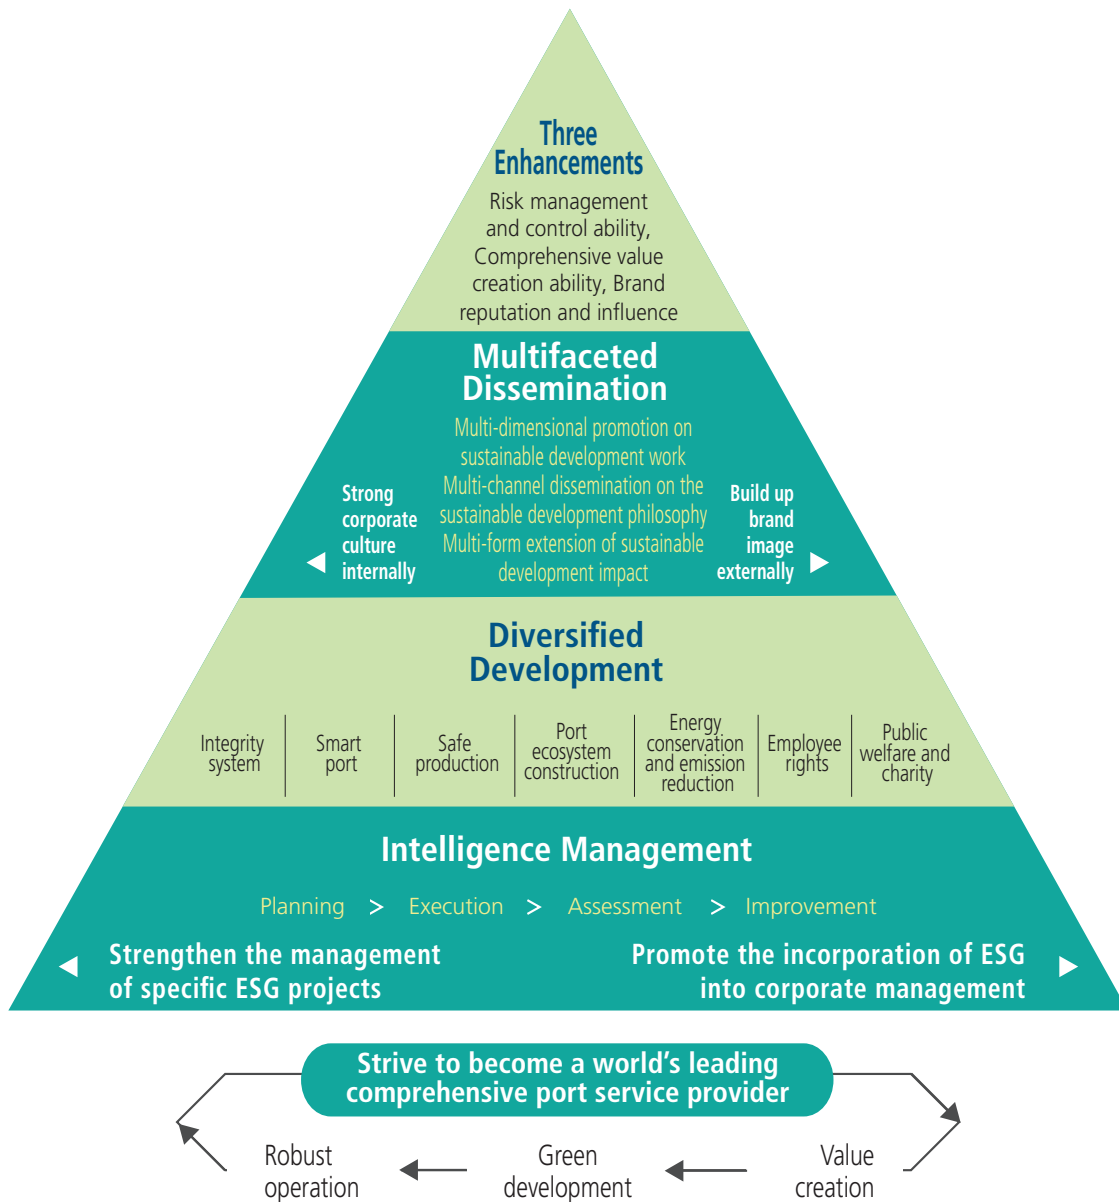 Three
Enhancements
Risk management
and control ability,
Comprehensive value
creation ability, Brand
reputation and influence
Multifaceted
Dissemination
Multi-dimensional promotion on
sustainable development work
Multi-channel dissemination on the
sustainable development philosophy
Multi-form extension of sustainable
development impact
Strong
corporate
culture
internally
Build up
brand
image
externally
Diversified
Development
Integrity
system
Smart
port
Safe
production
Port
ecosystem
construction
Energy
conservation
and emission
reduction
Employee
rights
Public
welfare and
charity
Intelligence Management
Planning > Execution > Assessment > Improvement
Strengthen the management
of specific ESG projects
Promote the incorporation of ESG
into corporate management
Strive to become a world's leading
comprehensive port service provider
Robust
operation
Green
development
Value
creation